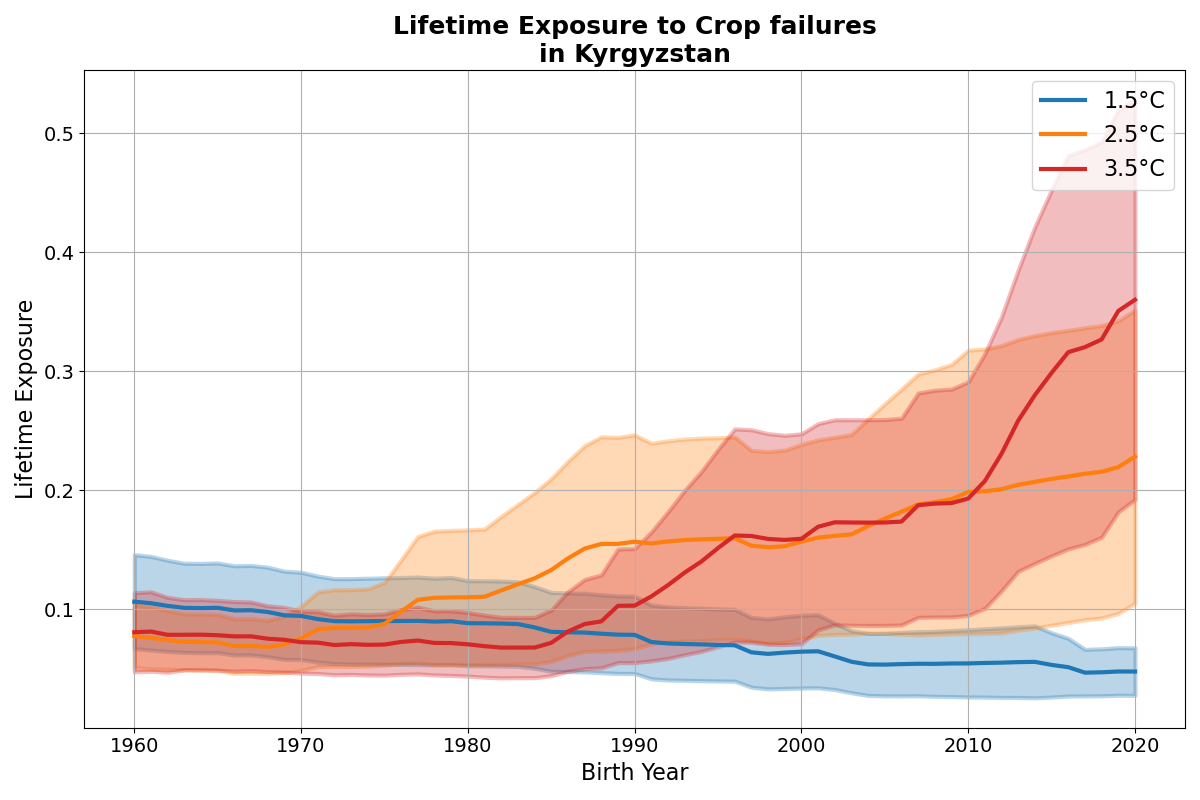 Lifetime Exposure to Crop failures
in Kyrgyzstan
1.5°C
2.5°C
3.5°C
Lifetime Exposure
0.5
0.4
0.3
0.2
0.1
1960
1970
1980
1990
2000
2010
2020
Birth Year